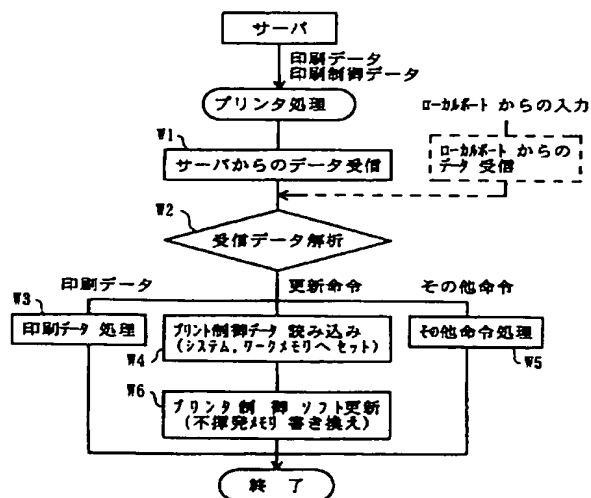 サーバ
印刷データ
印刷制御データ
プリンタ処理
ローカルポート からの入力
W1
サーバからのデータ受信
ローカルポート からの
データ 受信
W2
受信データ解析
印刷データ
更新命令
その他命令
W3
印刷データ 処理
プリント制御データ 読み込み
(システム,ワークメモリへ セット)
W4
その他命令処理
W5
W6
プリンタ 制 御 ソフト更新
(不揮発メモリ 書き換え)
終 了